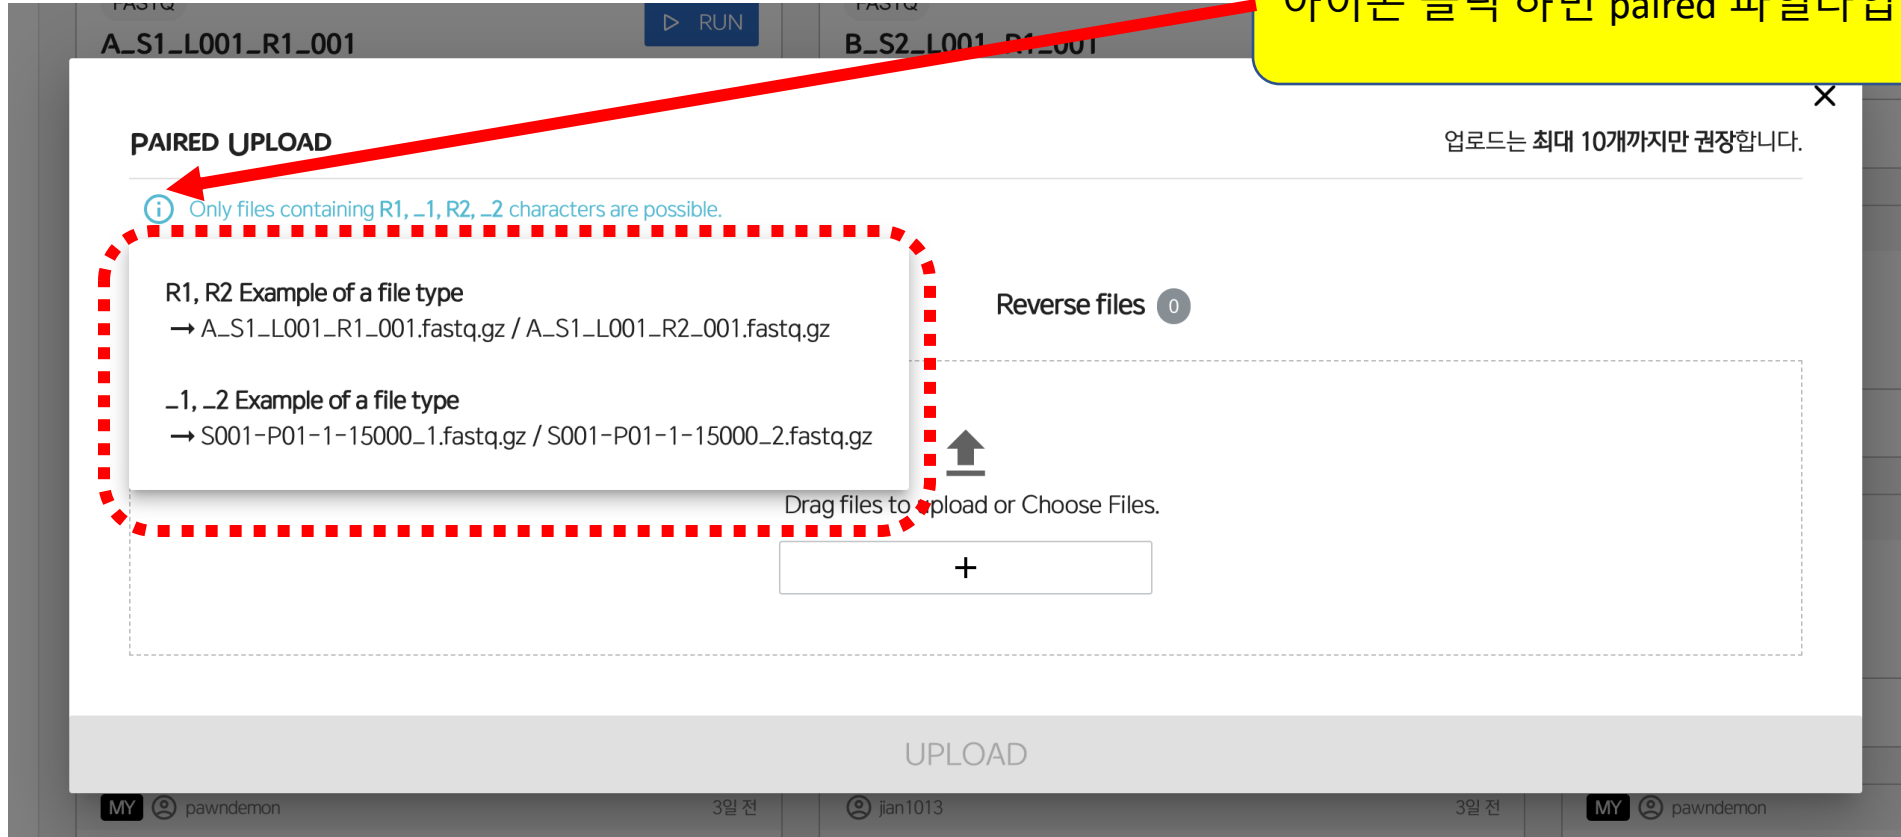 FASTQ
RUN
FASTQ
아이콘 클릭 하면 paired 파일타입
A_S1_L001_R1_001
B_S2_L001_R1_001
PAIRED UPLOAD
업로드는 최대 10개까지만 권장합니다.
Only files containing R1, _1, R2, _2 characters are possible.
R1, R2 Example of a file type
→ A_S1_L001_R1_001.fastq.gz / A_S1_L001_R2_001.fastq.gz
Reverse files 0
_1, _2 Example of a file type
→ S001-P01-1-15000_1.fastq.gz / S001-P01-1-15000_2.fastq.gz
Drag files to upload or Choose Files.
+
UPLOAD
MY pawndemon 3일 전
jian1013 3일 전
MY pawndemon